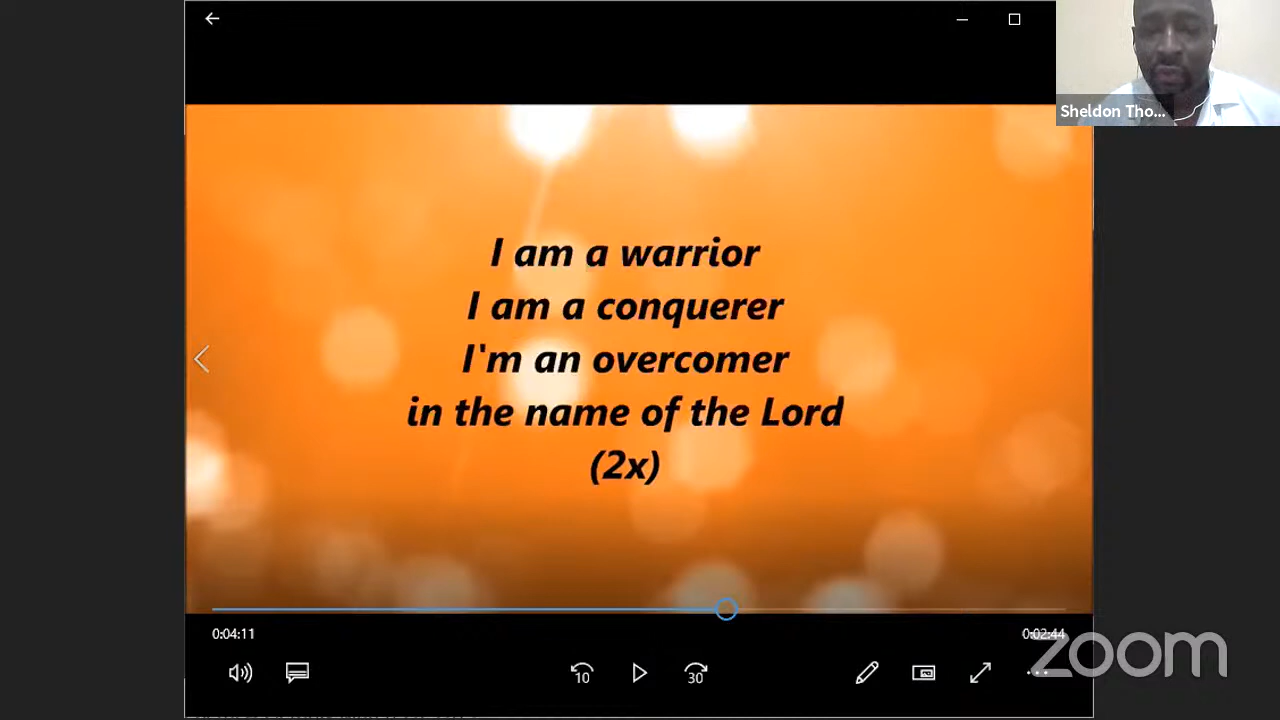 Sheldon Tho...
I am a warrior
I am a conquerer
I'm an overcomer
in the name of the Lord
(2x)
0:04:11
0:02:44
10
30
zoom